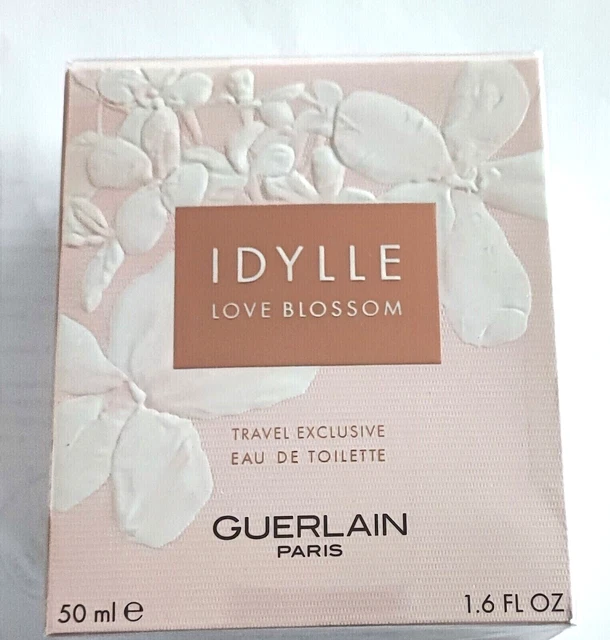 IDYLLE
LOVE BLOSSOM
TRAVEL EXCLUSIVE
EAU DE TOILETTE
GUERLAIN
PARIS
50 ml ℮ 1.6 FL OZ